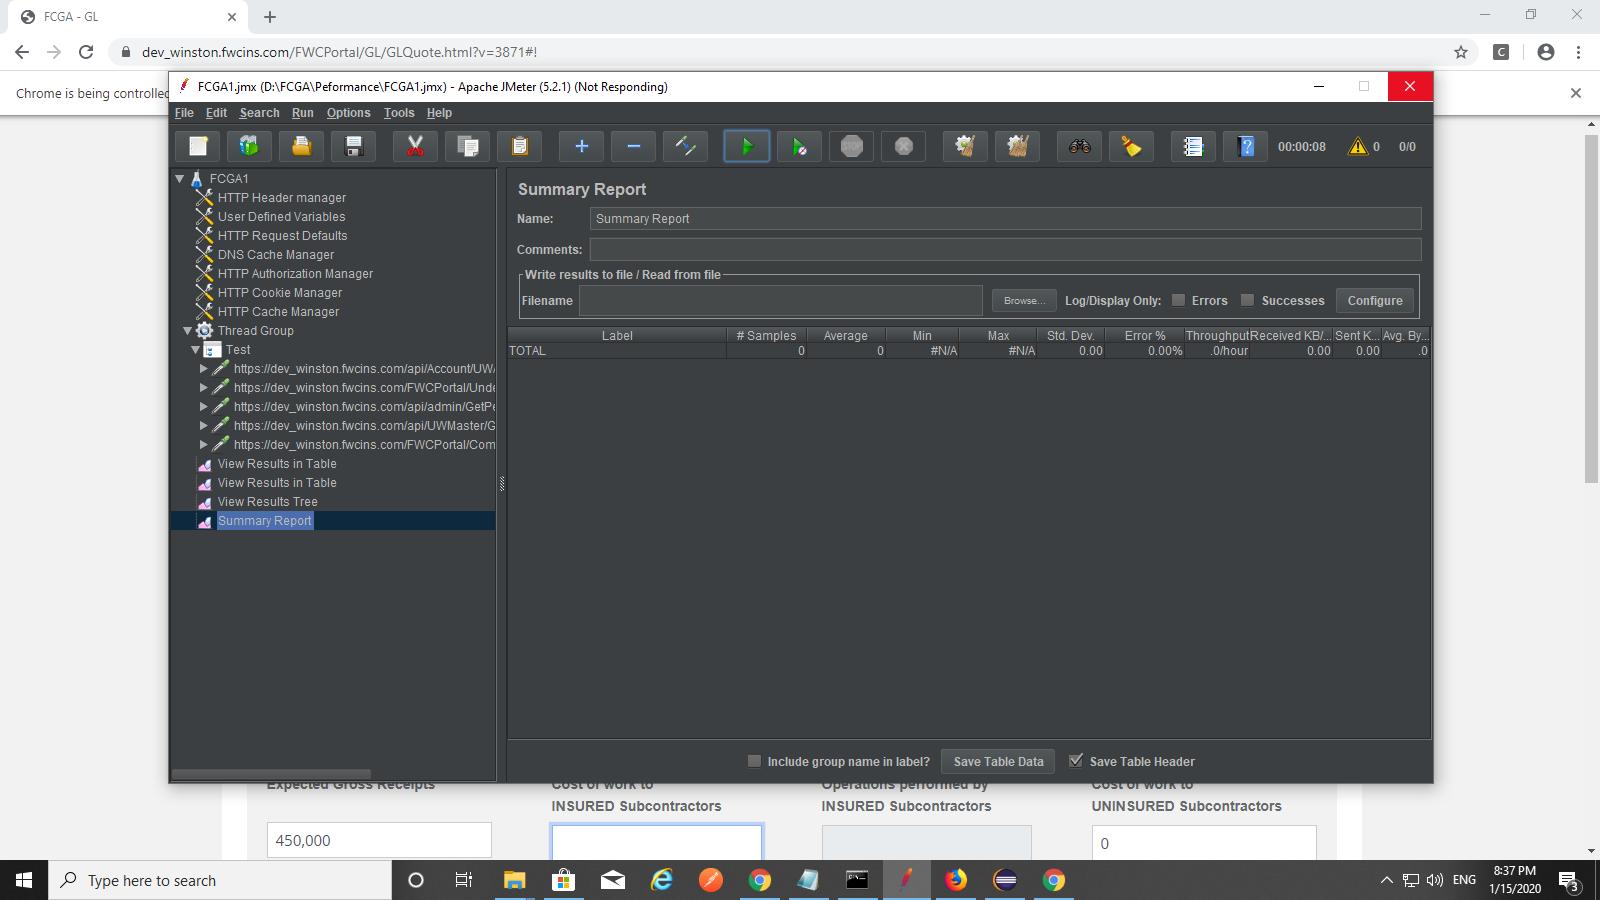 FCGA - GL
dev_winston.fwcins.com/FWCPortal/GL/GLQuote.html?v=3871#!
C
Chrome is being controlled
FCGA1.jmx (D:\FCGA\Peformance\FCGA1.jmx) - Apache JMeter (5.2.1) (Not Responding)
File Edit Search Run Options Tools Help
STOP
?
00:00:08
0
0/0
FCGA1
HTTP Header manager
User Defined Variables
HTTP Request Defaults
DNS Cache Manager
HTTP Authorization Manager
HTTP Cookie Manager
HTTP Cache Manager
Thread Group
Test
https://dev_winston.fwcins.com/api/Account/UWA
https://dev_winston.fwcins.com/FWCPortal/Unde
https://dev_winston.fwcins.com/api/admin/GetPe
https://dev_winston.fwcins.com/api/UWMaster/G
https://dev_winston.fwcins.com/FWCPortal/Com
View Results in Table
View Results in Table
View Results Tree
Summary Report
Summary Report
Name: Summary Report
Comments:
Write results to file / Read from file
Filename Browse... Log/Display Only: Errors Successes Configure
Label # Samples Average Min Max Std. Dev. Error % Throughput Received KB/... Sent K... Avg. By...
TOTAL 0 0 #N/A #N/A 0.00 0.00% .0/hour 0.00 0.00 .0
Include group name in label? Save Table Data Save Table Header
Expected Gross Receipts
450,000
Cost of work to
INSURED Subcontractors
Operations performed by
INSURED Subcontractors
Cost of work to
UNINSURED Subcontractors
0
Type here to search
ENG
8:37 PM
1/15/2020
3